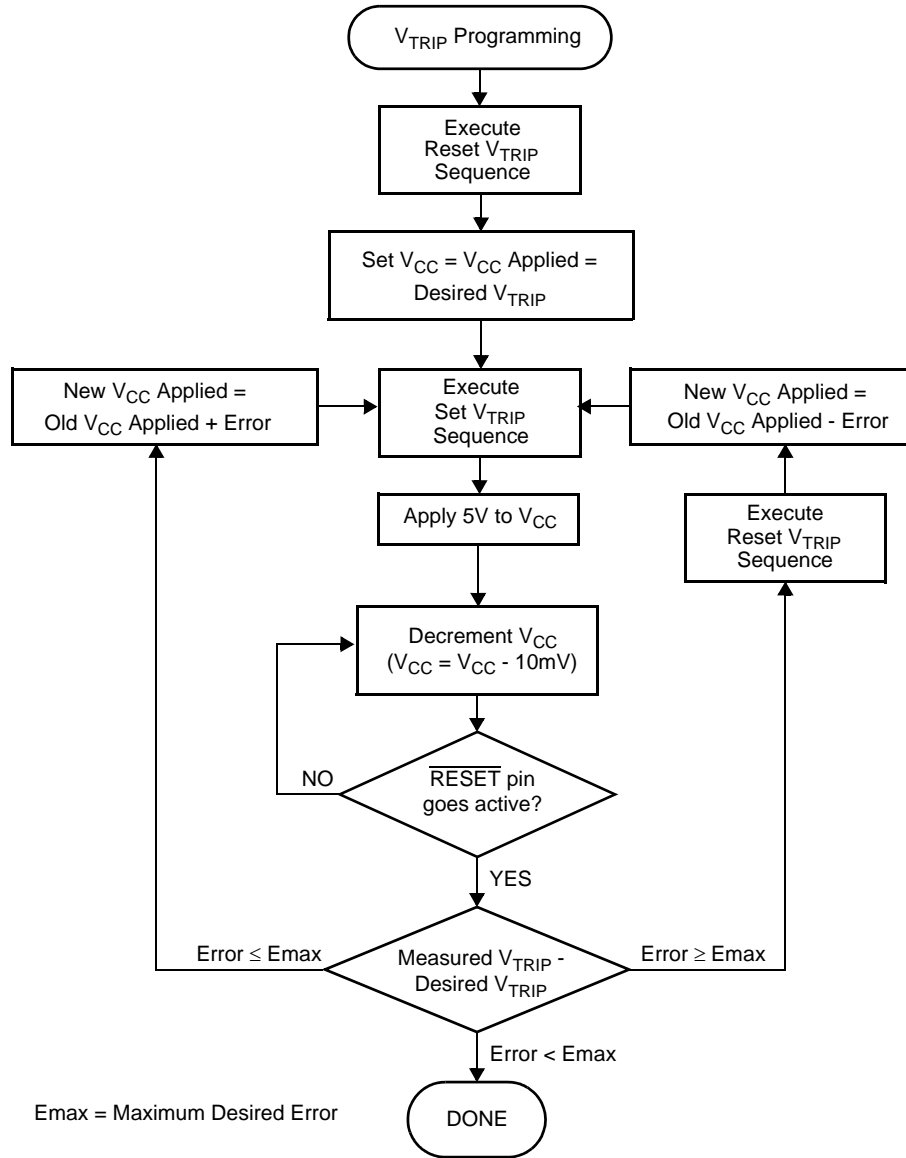 V_TRIP Programming
Execute
Reset V_TRIP
Sequence
Set V_CC = V_CC Applied =
Desired V_TRIP
New V_CC Applied =
Old V_CC Applied + Error
Execute
Set V_TRIP
Sequence
New V_CC Applied =
Old V_CC Applied - Error
Apply 5V to V_CC
Execute
Reset V_TRIP
Sequence
Decrement V_CC
(V_CC = V_CC - 10mV)
NO
RESET pin
goes active?
YES
Error ≤ Emax
Measured V_TRIP -
Desired V_TRIP
Error ≥ Emax
Error < Emax
Emax = Maximum Desired Error
DONE